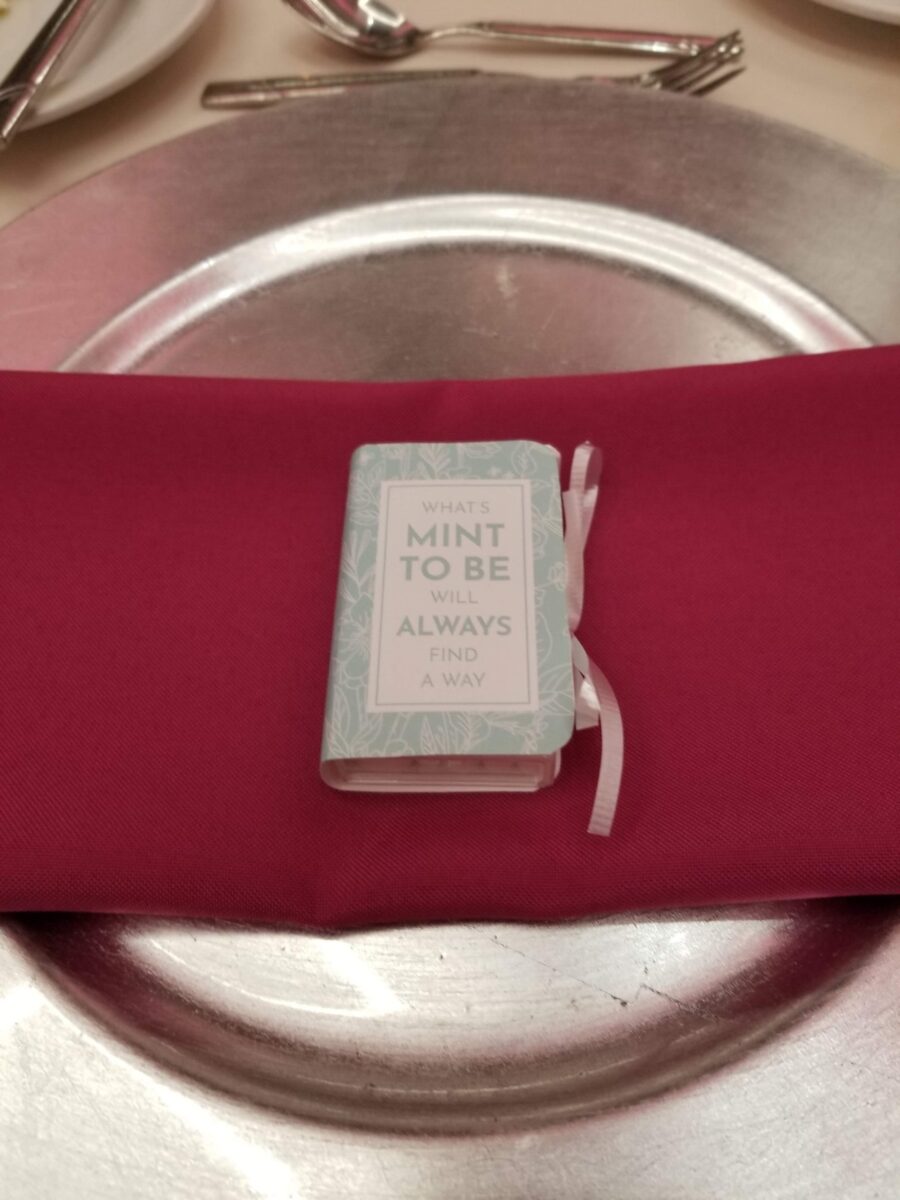 WHAT'S
MINT
TO BE
WILL
ALWAYS
FIND
A WAY